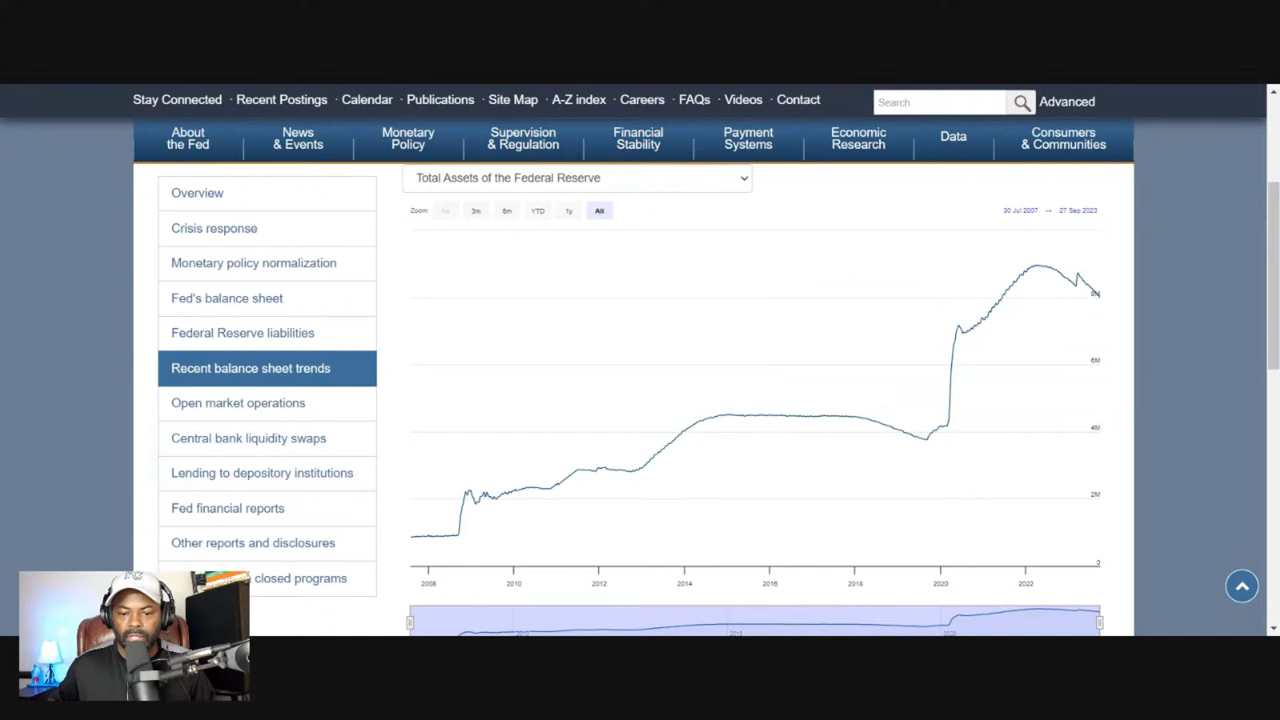 Stay Connected · Recent Postings · Calendar · Publications · Site Map · A-Z index · Careers · FAQs · Videos · Contact
Search
Advanced
About the Fed
News & Events
Monetary Policy
Supervision & Regulation
Financial Stability
Payment Systems
Economic Research
Data
Consumers & Communities
Overview
Crisis response
Monetary policy normalization
Fed's balance sheet
Federal Reserve liabilities
Recent balance sheet trends
Open market operations
Central bank liquidity swaps
Lending to depository institutions
Fed financial reports
Other reports and disclosures
closed programs
Total Assets of the Federal Reserve
Zoom 3m 6m YTD 1y All
30 Jul 2007 → 27 Sep 2023
8M
6M
4M
2M
0
2008 2010 2012 2014 2016 2018 2020 2022